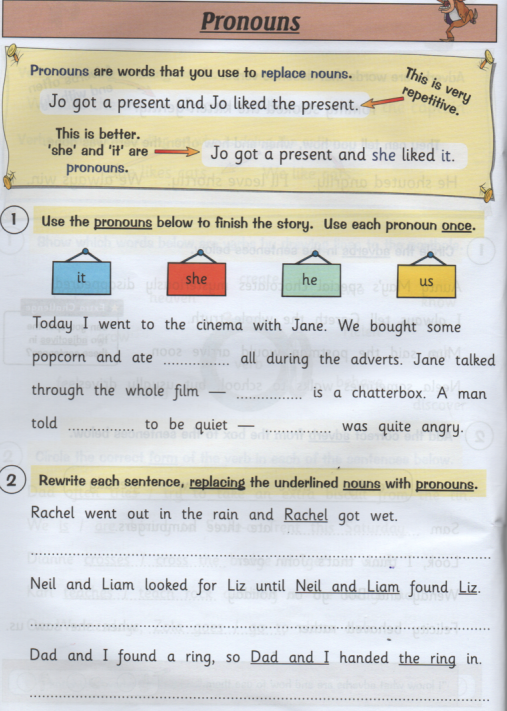 Pronouns
Pronouns are words that you use to replace nouns.
Jo got a present and Jo liked the present.
This is very
repetitive.
This is better.
'she' and 'it' are
pronouns.
Jo got a present and she liked it.
1 Use the pronouns below to finish the story. Use each pronoun once.
it she he us
Today I went to the cinema with Jane. We bought some
popcorn and ate .............. all during the adverts. Jane talked
through the whole film — .............. is a chatterbox. A man
told .............. to be quiet — .............. was quite angry.
2 Rewrite each sentence, replacing the underlined nouns with pronouns.
Rachel went out in the rain and Rachel got wet.
Neil and Liam looked for Liz until Neil and Liam found Liz.
Dad and I found a ring, so Dad and I handed the ring in.